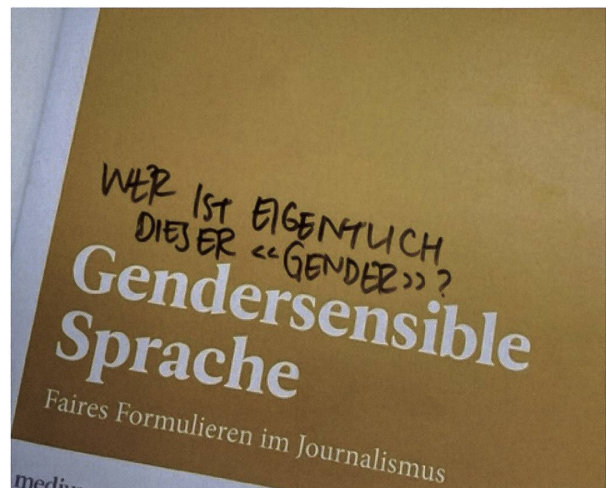 WER IST EIGENTLICH
DIESER «GENDER»?
Gendersensible
Sprache
Faires Formulieren im Journalismus